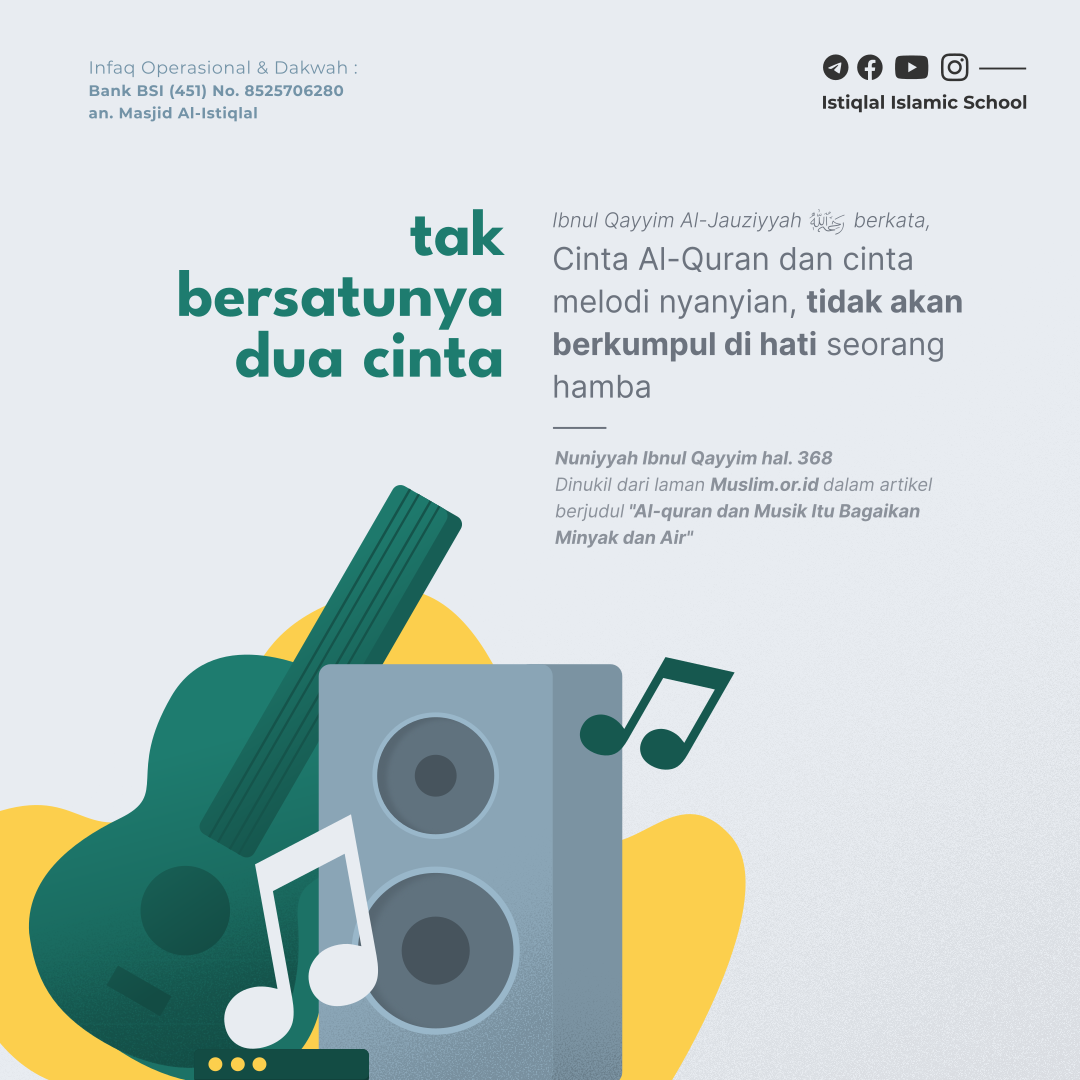 Infaq Operasional & Dakwah :
Bank BSI (451) No. 8525706280
an. Masjid Al-Istiqlal
Istiqlal Islamic School
tak
bersatunya
dua cinta
Ibnul Qayyim Al-Jauziyyah رحمه الله berkata,
Cinta Al-Quran dan cinta
melodi nyanyian, tidak akan
berkumpul di hati seorang
hamba
Nuniyyah Ibnul Qayyim hal. 368
Dinukil dari laman Muslim.or.id dalam artikel
berjudul "Al-quran dan Musik Itu Bagaikan
Minyak dan Air"